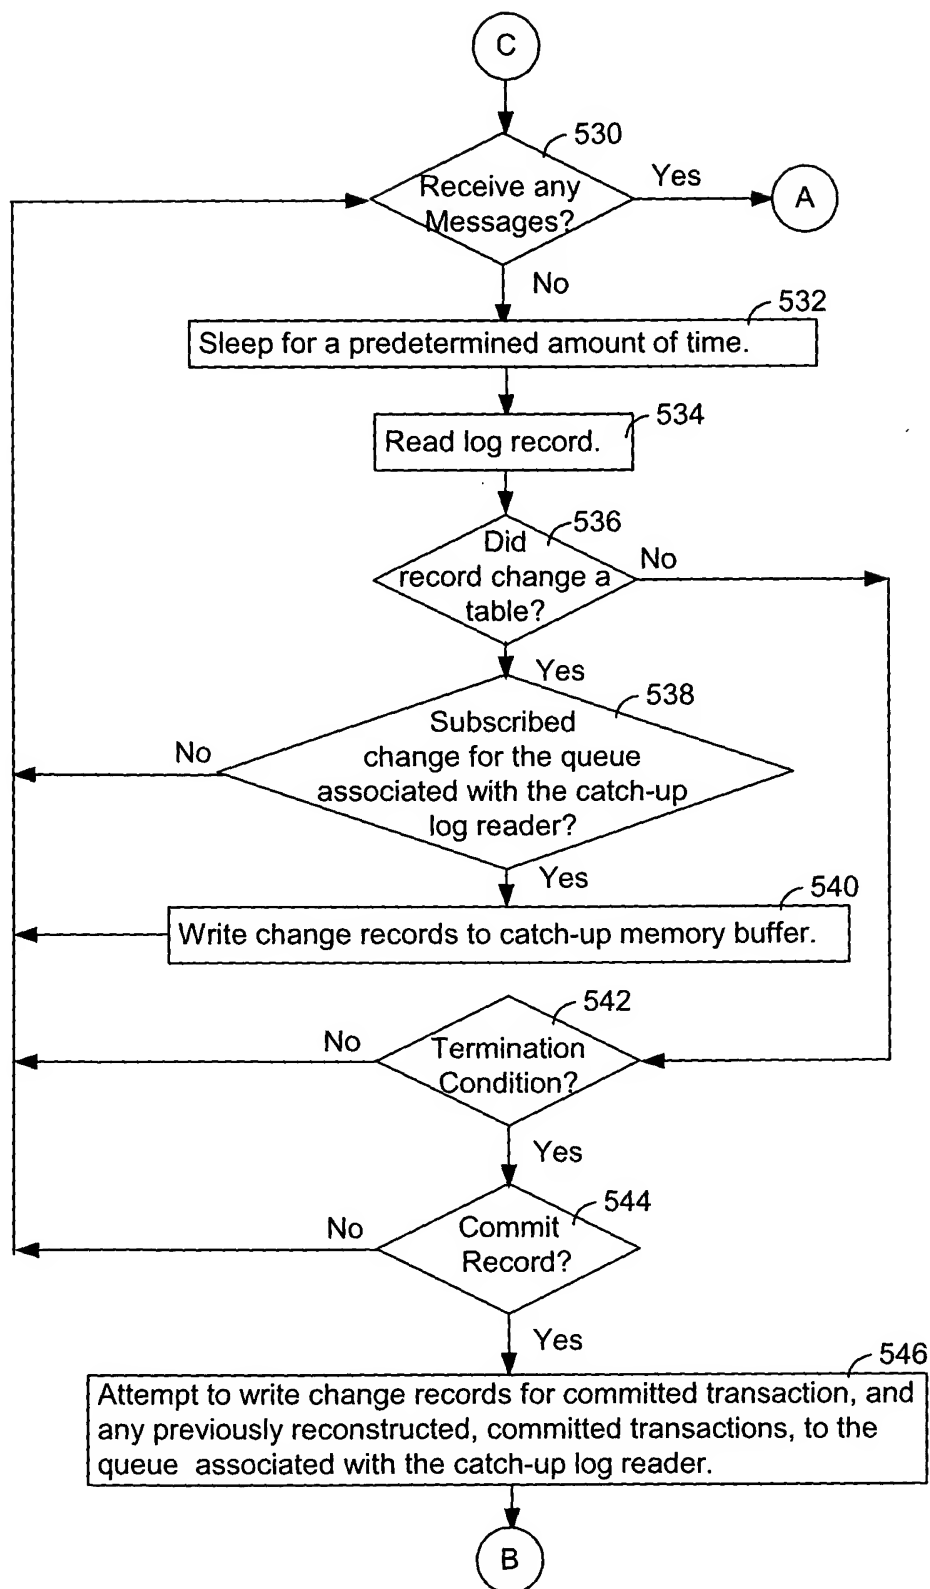 C
530
Receive any
Messages?
Yes
A
No
532
Sleep for a predetermined amount of time.
534
Read log record.
536
Did
record change a
table?
No
Yes
538
Subscribed
change for the queue
associated with the catch-up
log reader?
No
Yes
540
Write change records to catch-up memory buffer.
542
Termination
Condition?
No
Yes
544
Commit
Record?
No
Yes
546
Attempt to write change records for committed transaction, and
any previously reconstructed, committed transactions, to the
queue associated with the catch-up log reader.
B